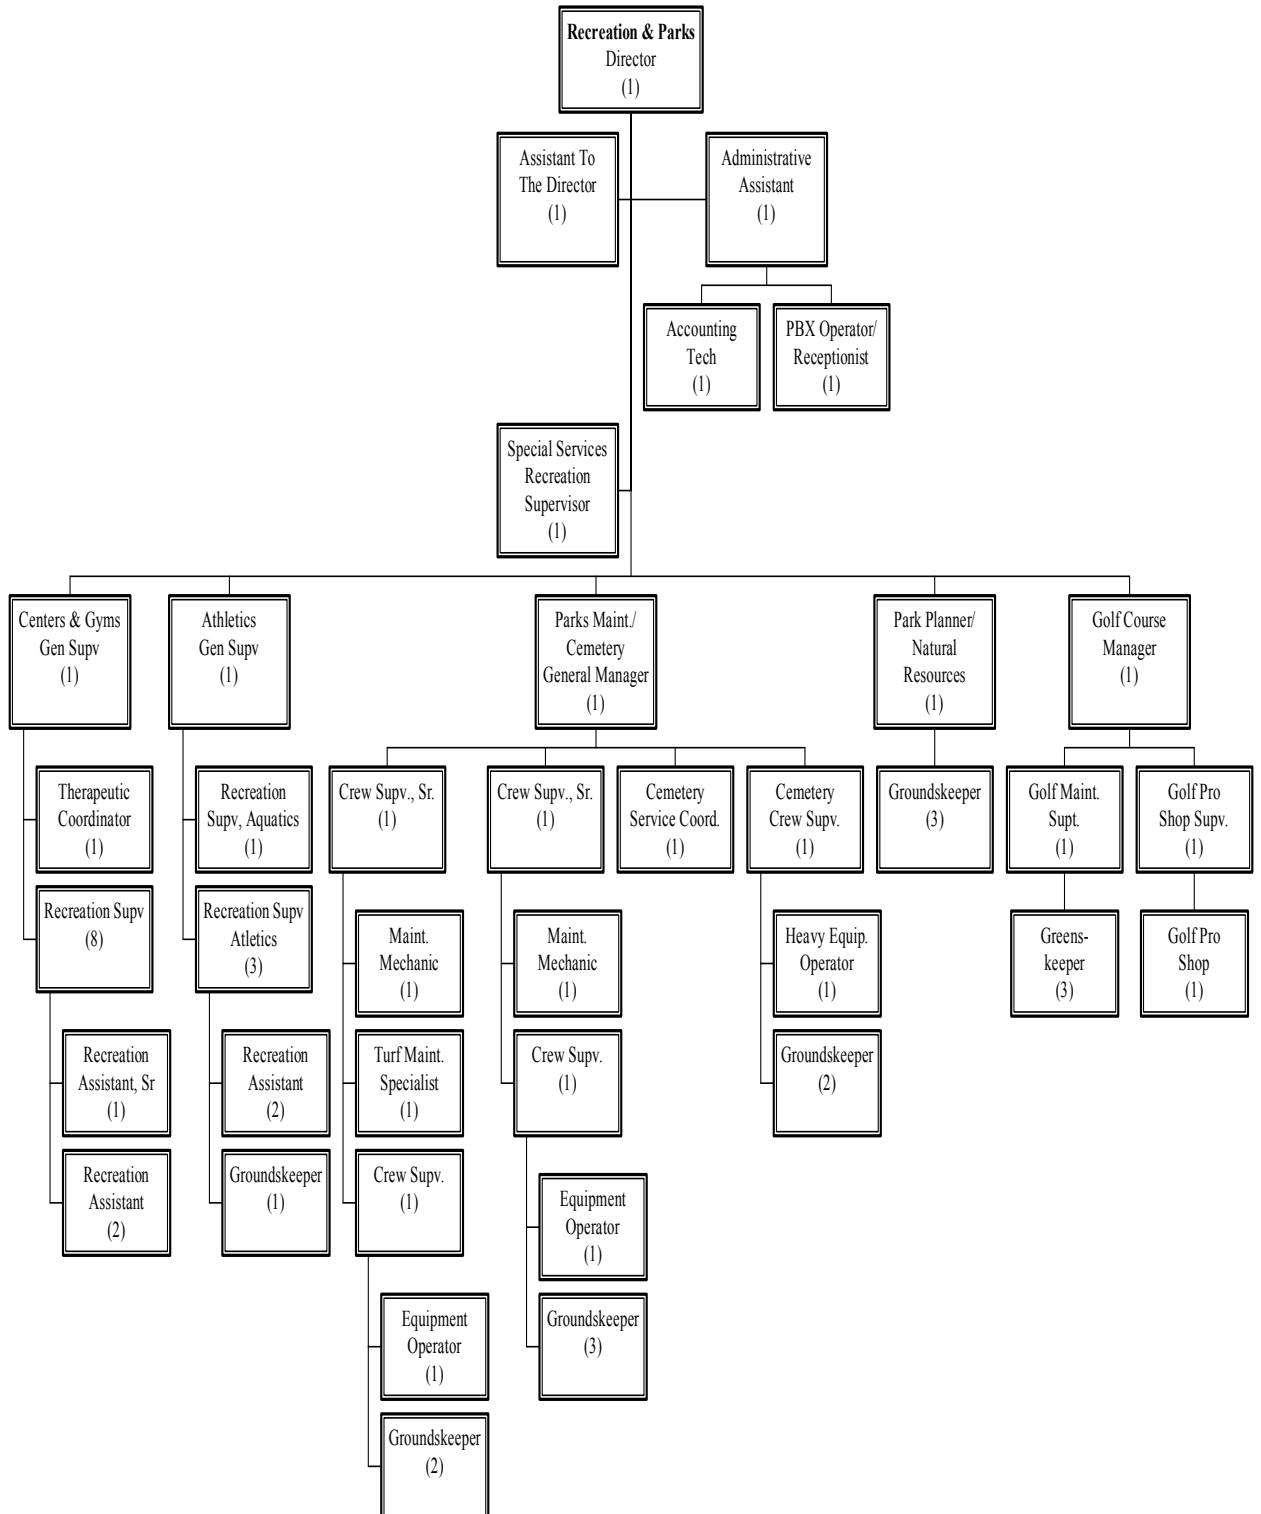 Recreation & Parks
Director
(1)
Assistant To
The Director
(1)
Administrative
Assistant
(1)
Accounting
Tech
(1)
PBX Operator/
Receptionist
(1)
Special Services
Recreation
Supervisor
(1)
Centers & Gyms
Gen Supv
(1)
Athletics
Gen Supv
(1)
Parks Maint./
Cemetery
General Manager
(1)
Park Planner/
Natural
Resources
(1)
Golf Course
Manager
(1)
Therapeutic
Coordinator
(1)
Recreation
Supv, Aquatics
(1)
Crew Supv., Sr.
(1)
Crew Supv., Sr.
(1)
Cemetery
Service Coord.
(1)
Cemetery
Crew Supv.
(1)
Groundskeeper
(3)
Golf Maint.
Supt.
(1)
Golf Pro
Shop Supv.
(1)
Recreation Supv
(8)
Recreation Supv
Atletics
(3)
Maint.
Mechanic
(1)
Maint.
Mechanic
(1)
Heavy Equip.
Operator
(1)
Greens-
keeper
(3)
Golf Pro
Shop
(1)
Recreation
Assistant, Sr
(1)
Recreation
Assistant
(2)
Turf Maint.
Specialist
(1)
Crew Supv.
(1)
Groundskeeper
(2)
Recreation
Assistant
(2)
Groundskeeper
(1)
Crew Supv.
(1)
Equipment
Operator
(1)
Equipment
Operator
(1)
Groundskeeper
(3)
Groundskeeper
(2)